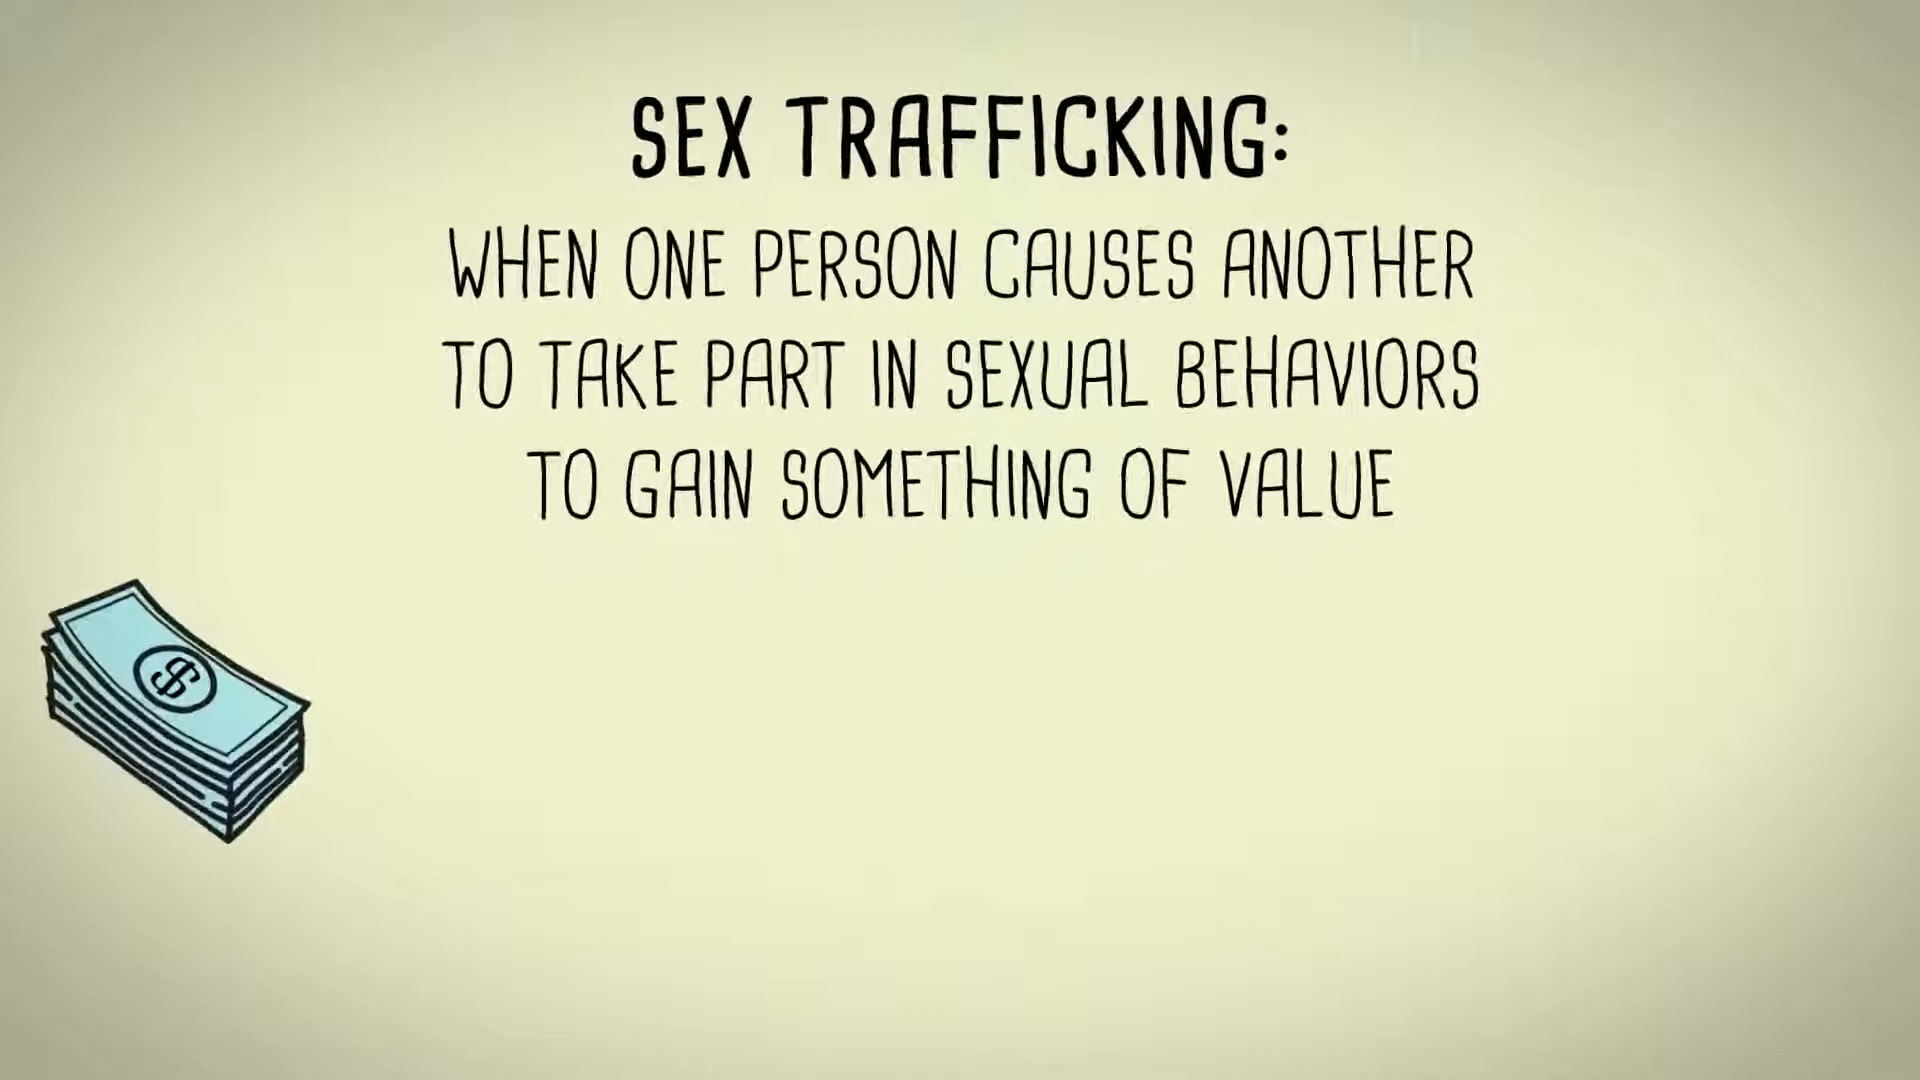 SEX TRAFFICKING:
WHEN ONE PERSON CAUSES ANOTHER
TO TAKE PART IN SEXUAL BEHAVIORS
TO GAIN SOMETHING OF VALUE
$